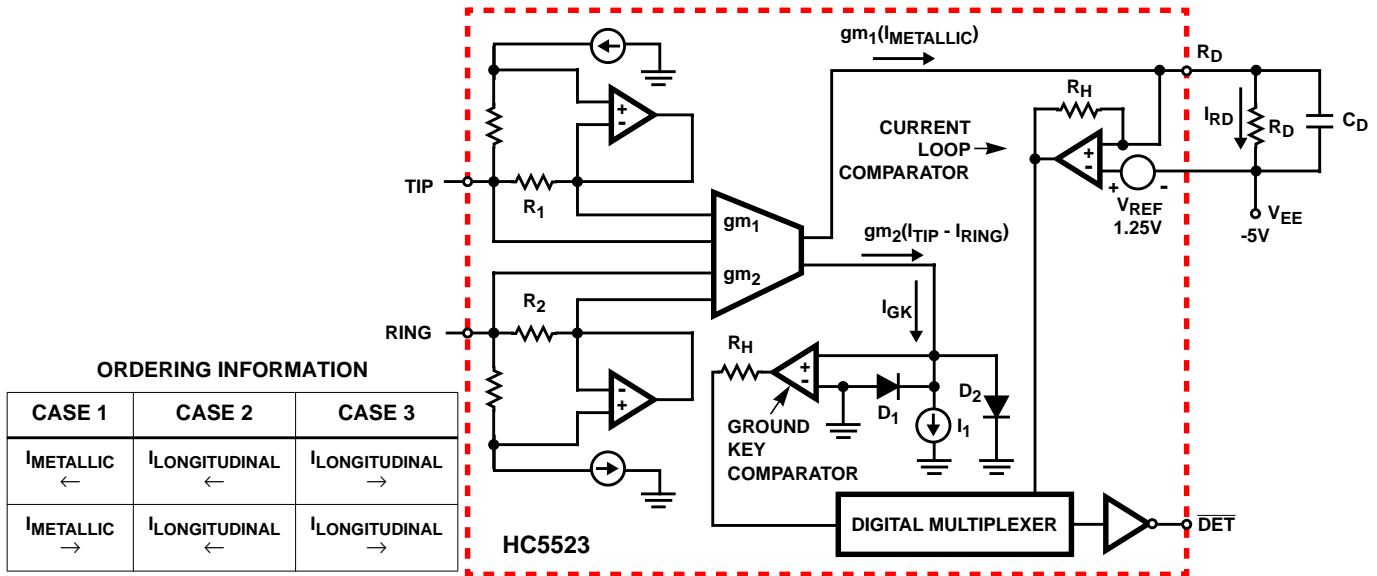 gm1(IMETALLIC)
RD
RH
IRD
RD
CD
+
-
CURRENT
LOOP
COMPARATOR
+
-
+
-
VREF
1.25V
VEE
-5V
TIP
R1
gm1
gm2(ITIP - IRING)
gm2
R2
IGK
RING
RH
+
-
D1
D2
I1
-
+
GROUND
KEY
COMPARATOR
DIGITAL MULTIPLEXER
DET
HC5523
ORDERING INFORMATION
CASE 1 CASE 2 CASE 3
IMETALLIC ILONGITUDINAL ILONGITUDINAL
← ← →
IMETALLIC ILONGITUDINAL ILONGITUDINAL
→ ← →